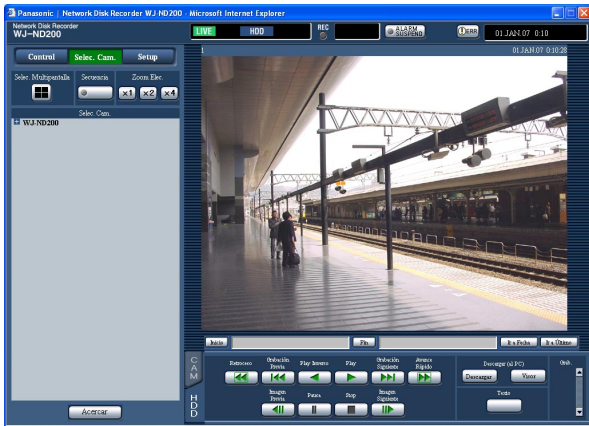 Panasonic | Network Disk Recorder WJ-ND200 - Microsoft Internet Explorer
Network Disk Recorder
WJ-ND200
LIVE
HDD
REC
ALARM
SUSPEND
ERR
01.JAN.07 0:10
Control
Selec. Cam.
Setup
Selec. Multipantalla
Secuencia
Zoom Elec.
x1
x2
x4
Selec. Cam.
WJ-ND200
Acercar
1
01.JAN.07 0:10:28
Inicio
Fin
Ir a Fecha
Ir a Último
CAM
HDD
Retroceso
Grabación
Previa
Play Inverso
Play
Grabación
Siguiente
Avance
Rápido
Imagen
Previa
Pausa
Stop
Imagen
Siguiente
Descargar (al PC)
Descargar
Visor
Texto
Grab.